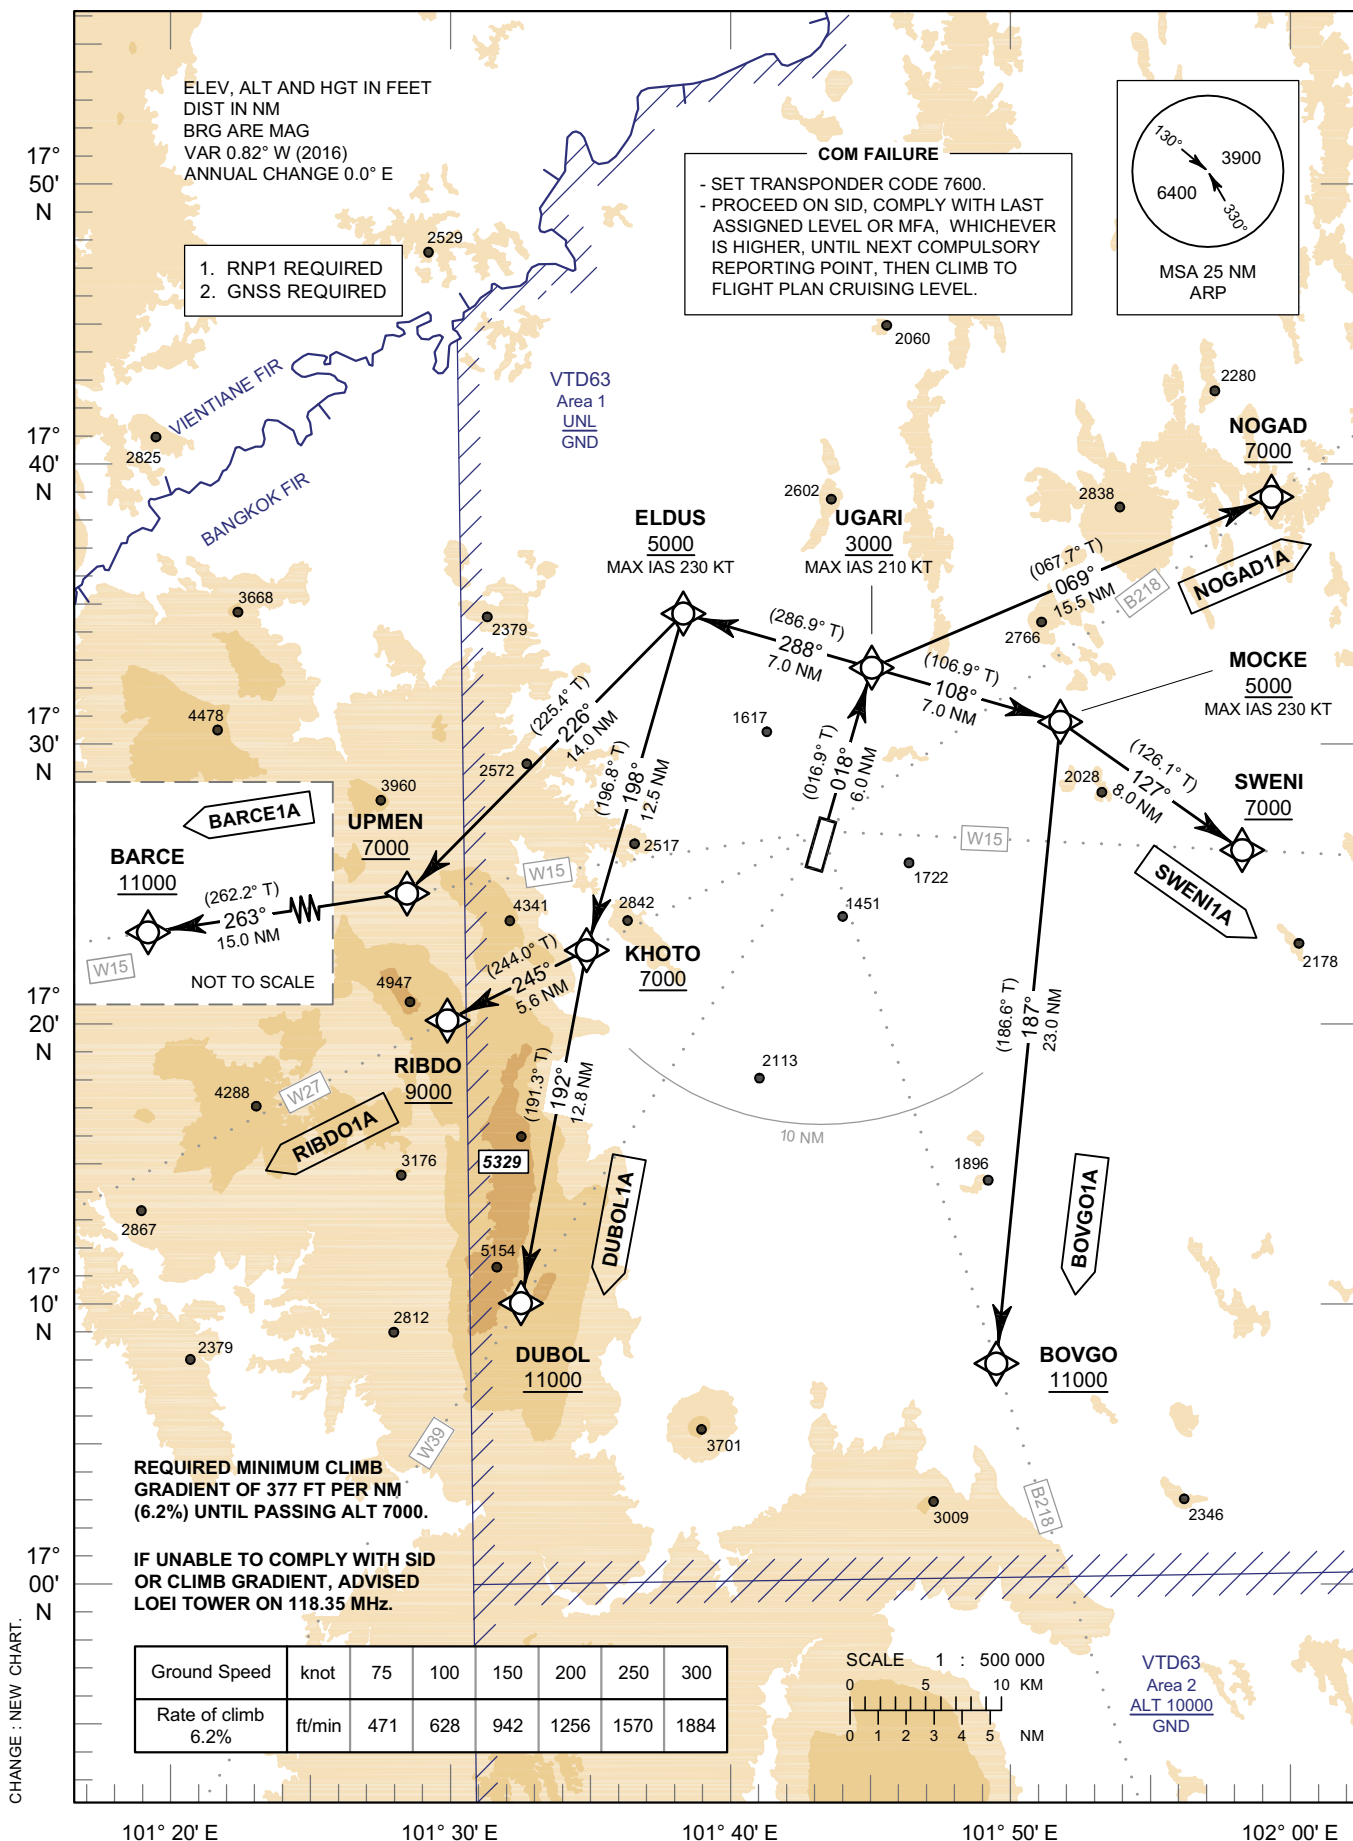 ELEV, ALT AND HGT IN FEET
DIST IN NM
BRG ARE MAG
VAR 0.82° W (2016)
ANNUAL CHANGE 0.0° E
1. RNP1 REQUIRED
2. GNSS REQUIRED
COM FAILURE
- SET TRANSPONDER CODE 7600.
- PROCEED ON SID, COMPLY WITH LAST
ASSIGNED LEVEL OR MFA, WHICHEVER
IS HIGHER, UNTIL NEXT COMPULSORY
REPORTING POINT, THEN CLIMB TO
FLIGHT PLAN CRUISING LEVEL.
130°
3900
6400
330°
MSA 25 NM
ARP
17°
50'
N
2529
2060
2280
VIENTIANE FIR
BANGKOK FIR
VTD63
Area 1
UNL
GND
2825
17°
40'
N
NOGAD
7000
2602
2838
ELDUS
5000
MAX IAS 230 KT
UGARI
3000
MAX IAS 210 KT
(067.7° T)
069°
15.5 NM
B218
NOGAD1A
3668
2379
2766
(286.9° T)
288°
7.0 NM
(106.9° T)
108°
7.0 NM
MOCKE
5000
MAX IAS 230 KT
4478
1617
17°
30'
N
(225.4° T)
226°
14.0 NM
(196.8° T)
198°
12.5 NM
(016.9° T)
018°
6.0 NM
2572
3960
2028
(126.1° T)
127°
8.0 NM
SWENI
7000
BARCE1A
UPMEN
7000
BARCE
11000
(262.2° T)
263°
15.0 NM
W15
NOT TO SCALE
2517
W15
W15
1722
4341
2842
1451
SWENI1A
2178
KHOTO
7000
(244.0° T)
245°
5.6 NM
4947
17°
20'
N
RIBDO
9000
(186.6° T)
187°
23.0 NM
(191.3° T)
192°
12.8 NM
2113
10 NM
4288
W27
RIBDO1A
3176
5329
1896
2867
DUBOL1A
BOVGO1A
5154
17°
10'
N
2812
2379
DUBOL
11000
BOVGO
11000
3701
W39
REQUIRED MINIMUM CLIMB
GRADIENT OF 377 FT PER NM
(6.2%) UNTIL PASSING ALT 7000.
3009
B218
2346
IF UNABLE TO COMPLY WITH SID
OR CLIMB GRADIENT, ADVISED
LOEI TOWER ON 118.35 MHz.
17°
00'
N
Ground Speed knot 75 100 150 200 250 300
Rate of climb 6.2% ft/min 471 628 942 1256 1570 1884
SCALE 1 : 500 000
0 5 10 KM
0 1 2 3 4 5 NM
VTD63
Area 2
ALT 10000
GND
CHANGE : NEW CHART.
101° 20' E 101° 30' E 101° 40' E 101° 50' E 102° 00' E